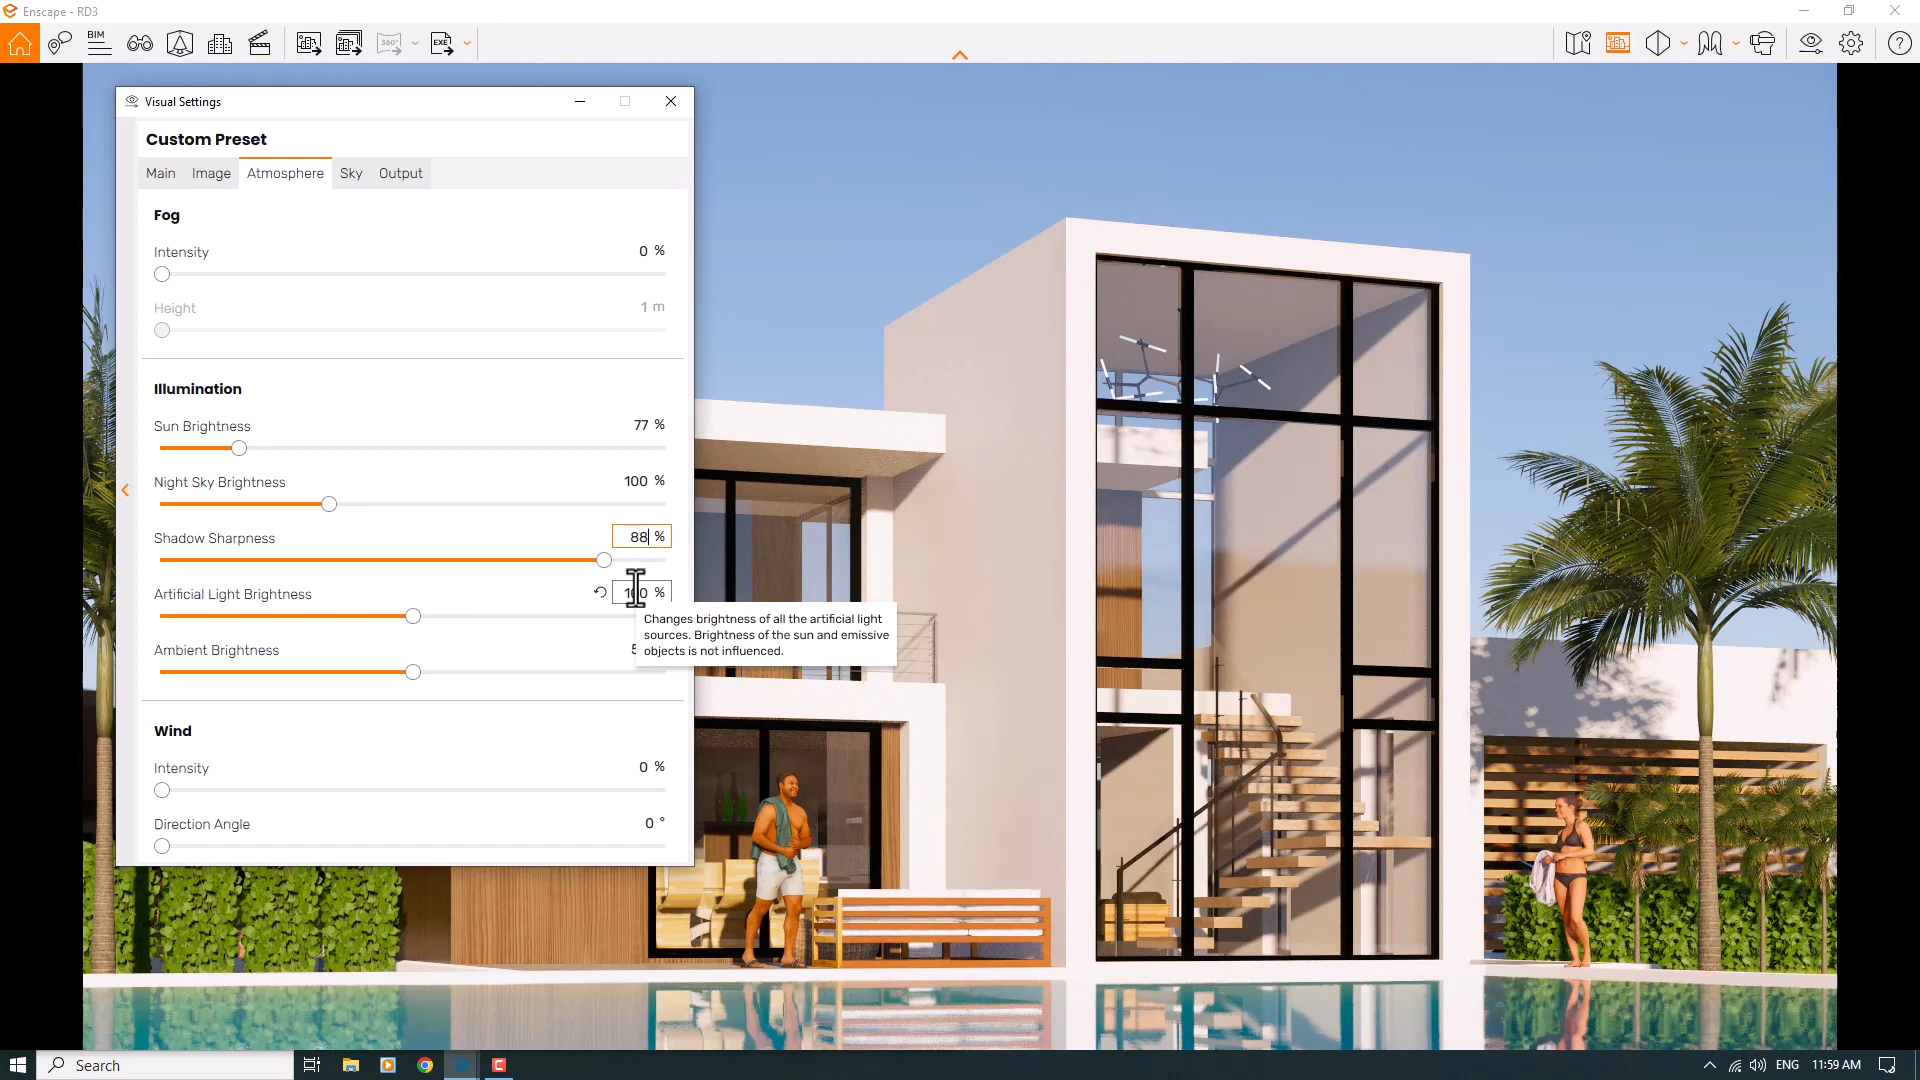 Enscape - RD3
BIM
360°
EXE
Visual Settings
Custom Preset
Main
Image
Atmosphere
Sky
Output
Fog
Intensity
0 %
Height
1 m
Illumination
Sun Brightness
77 %
Night Sky Brightness
100 %
Shadow Sharpness
88 %
Artificial Light Brightness
100 %
Changes brightness of all the artificial light
sources. Brightness of the sun and emissive
objects is not influenced.
Ambient Brightness
Wind
Intensity
0 %
Direction Angle
0 °
Search
ENG
11:59 AM